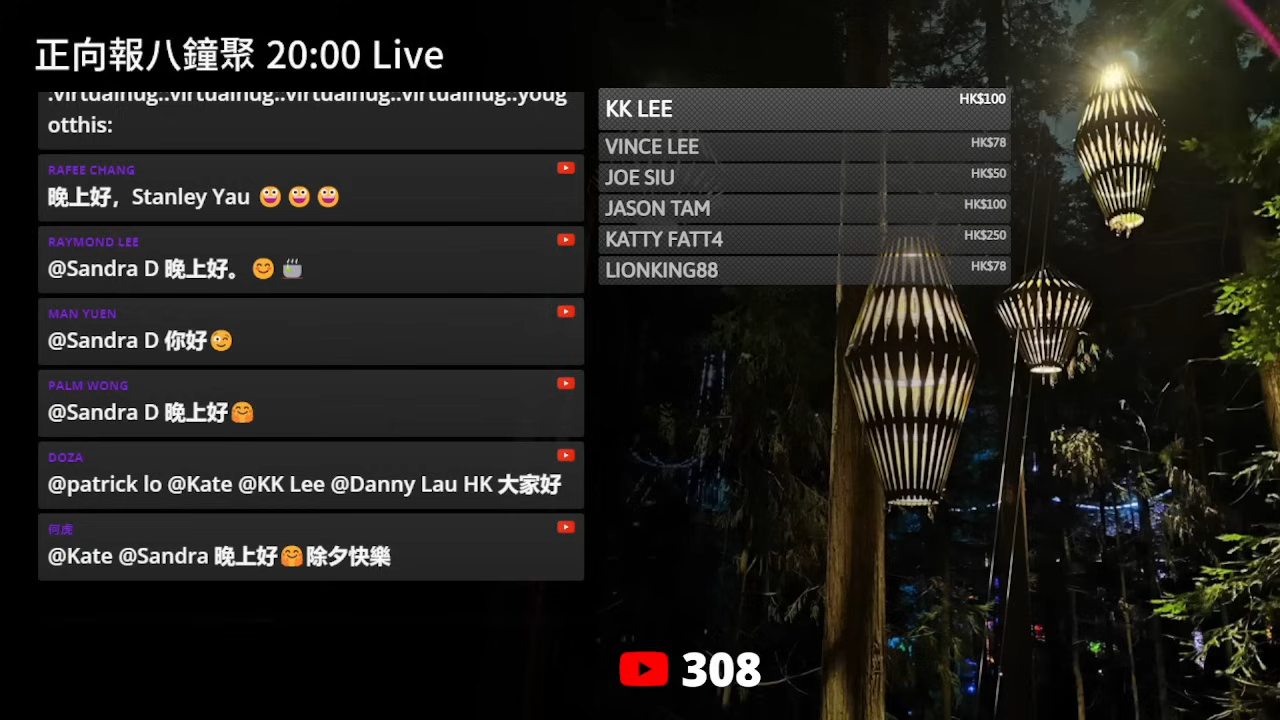 正向報八鐘聚 20:00 Live
:virtualhug::virtualhug::virtualhug::virtualhug::youg
otthis:
RAFEE CHANG
晚上好，Stanley Yau
RAYMOND LEE
@Sandra D 晚上好。
MAN YUEN
@Sandra D 你好
PALM WONG
@Sandra D 晚上好
DOZA
@patrick lo @Kate @KK Lee @Danny Lau HK 大家好
何虎
@Kate @Sandra 晚上好 除夕快樂
KK LEE HK$100
VINCE LEE HK$78
JOE SIU HK$50
JASON TAM HK$100
KATTY FATT4 HK$250
LIONKING88 HK$78
308